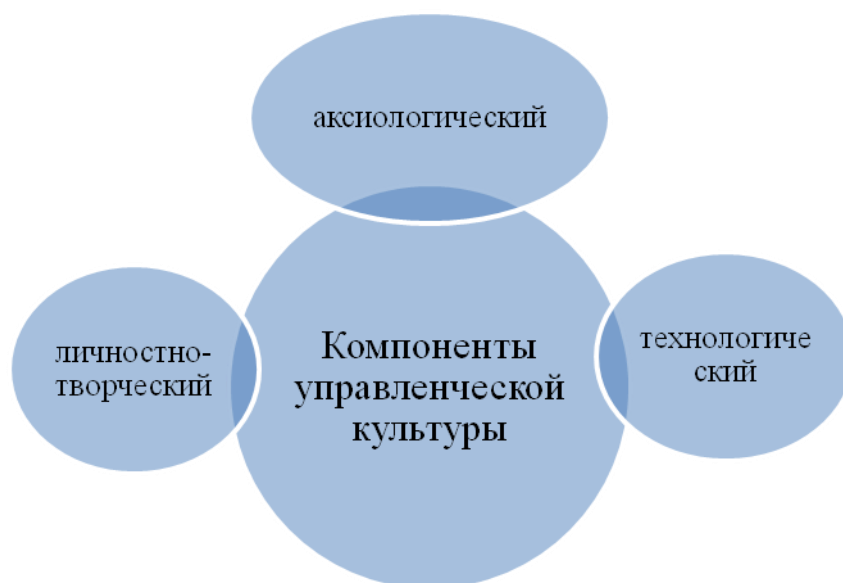 аксиологический
личностно-
творческий
Компоненты
управленческой
культуры
технологиче
ский